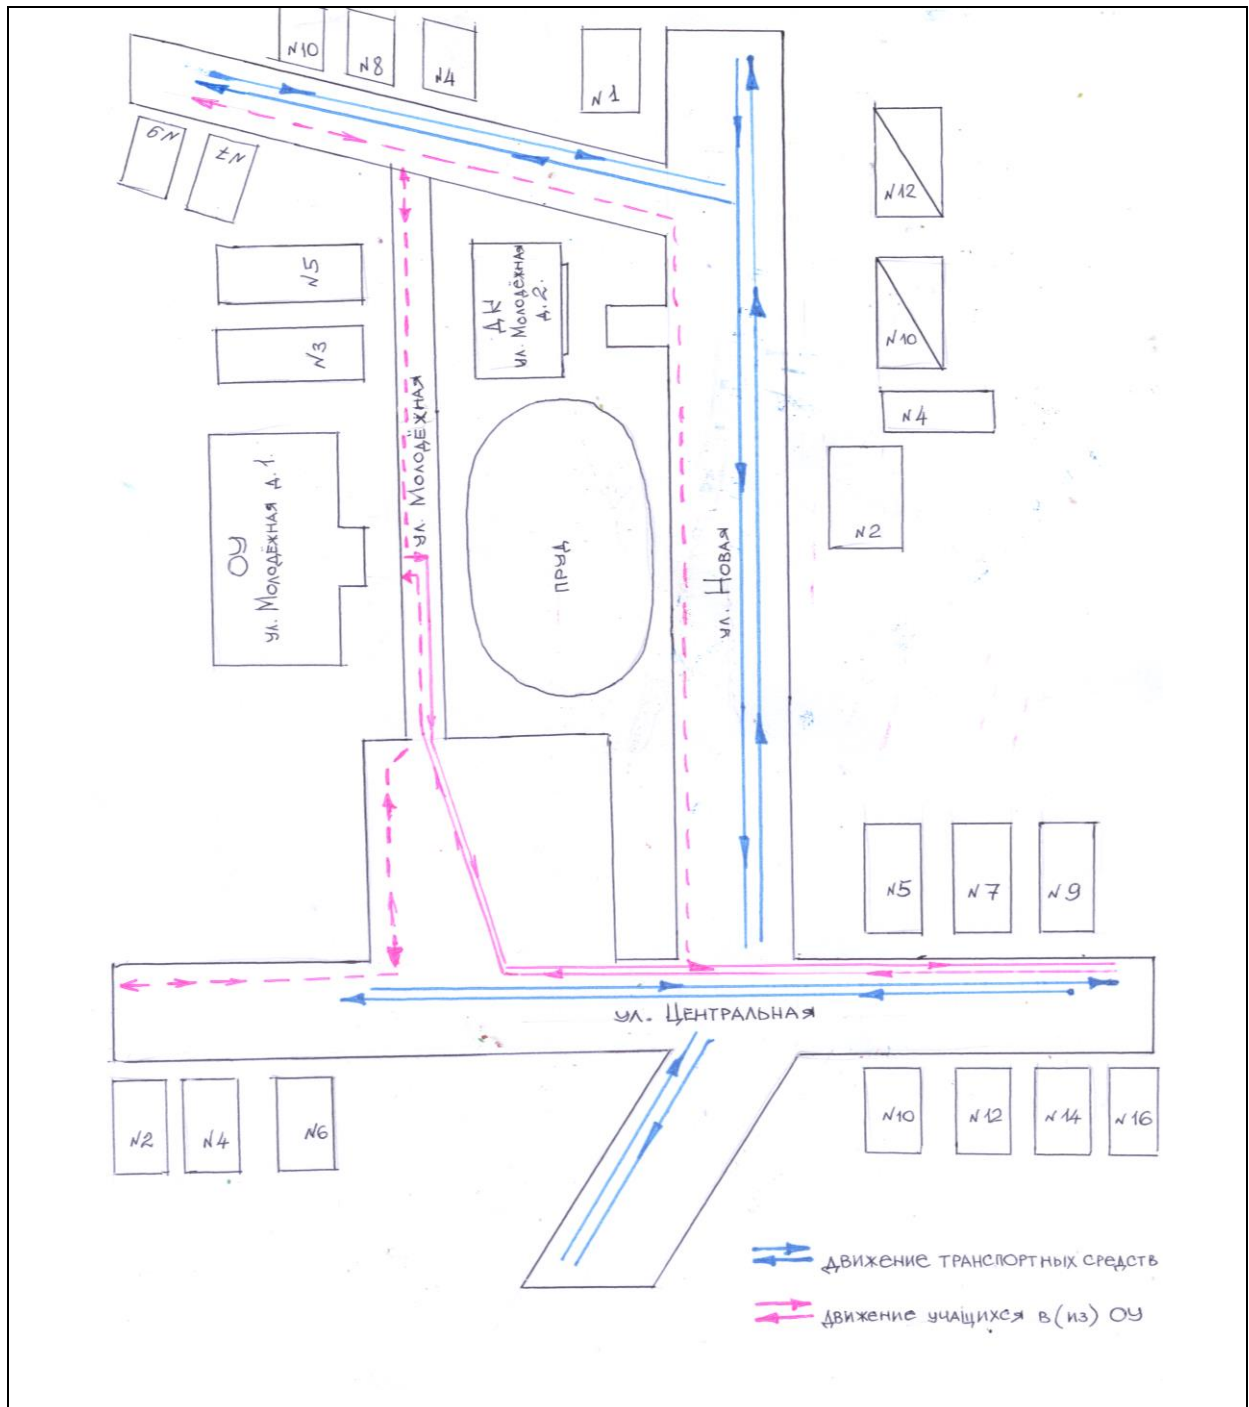 N10
N8
N4
N1
N9
N7
N12
N5
ДК
ул. Молодёжная
д. 2.
N10
N3
N4
ул. Молодёжная
ОУ
ул. Молодёжная д. 1.
N2
ПРУД
ул. Новая
N5
N7
N9
ул. Центральная
N2
N4
N6
N10
N12
N14
N16
движение транспортных средств
движение учащихся в (из) ОУ